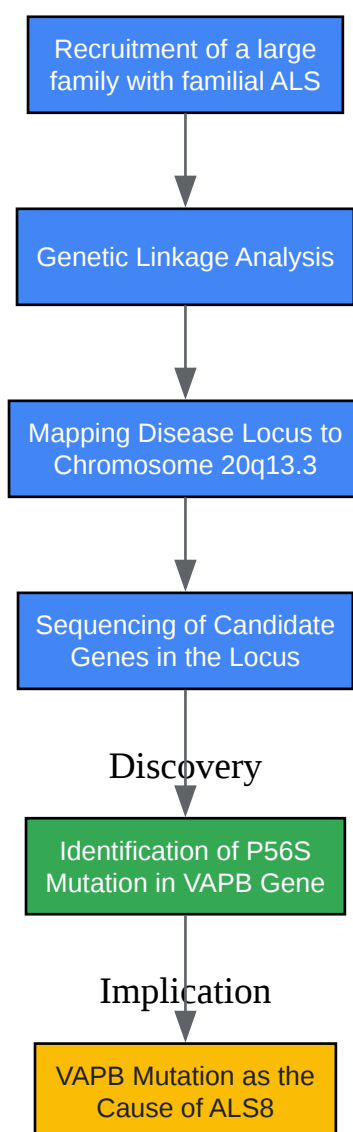 Recruitment of a large
family with familial ALS
Genetic Linkage Analysis
Mapping Disease Locus to
Chromosome 20q13.3
Sequencing of Candidate
Genes in the Locus
Discovery
Identification of P56S
Mutation in VAPB Gene
Implication
VAPB Mutation as the
Cause of ALS8